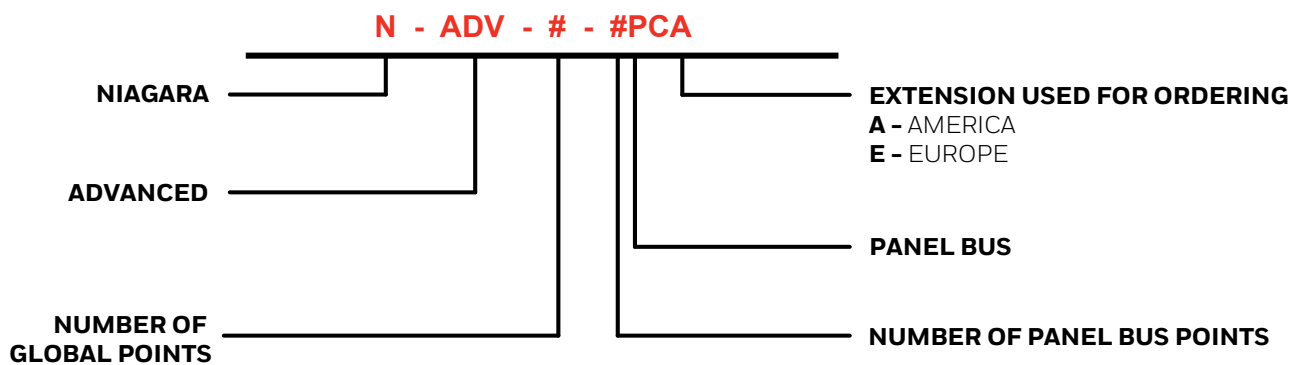 N - ADV - # - #PCA
NIAGARA
EXTENSION USED FOR ORDERING
A - AMERICA
E - EUROPE
ADVANCED
PANEL BUS
NUMBER OF
GLOBAL POINTS
NUMBER OF PANEL BUS POINTS